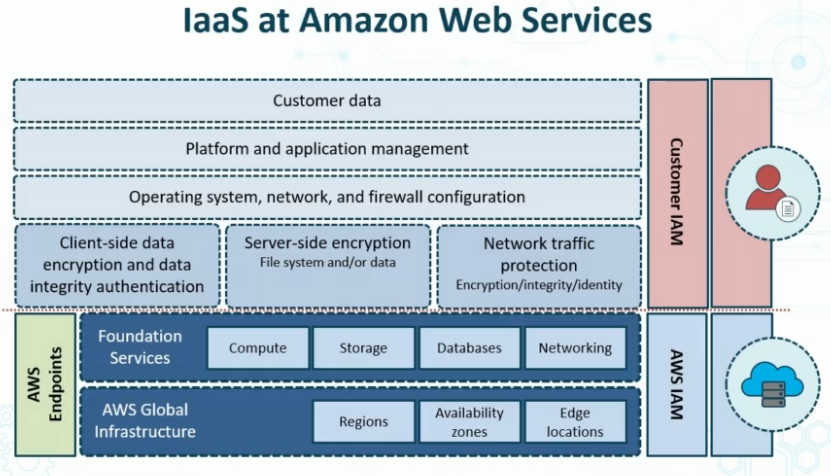 IaaS at Amazon Web Services
Customer data
Platform and application management
Operating system, network, and firewall configuration
Client-side data
encryption and data
integrity authentication
Server-side encryption
File system and/or data
Network traffic
protection
Encryption/integrity/identity
Customer IAM
AWS
Endpoints
Foundation
Services
Compute
Storage
Databases
Networking
AWS Global
Infrastructure
Regions
Availability
zones
Edge
locations
AWS IAM